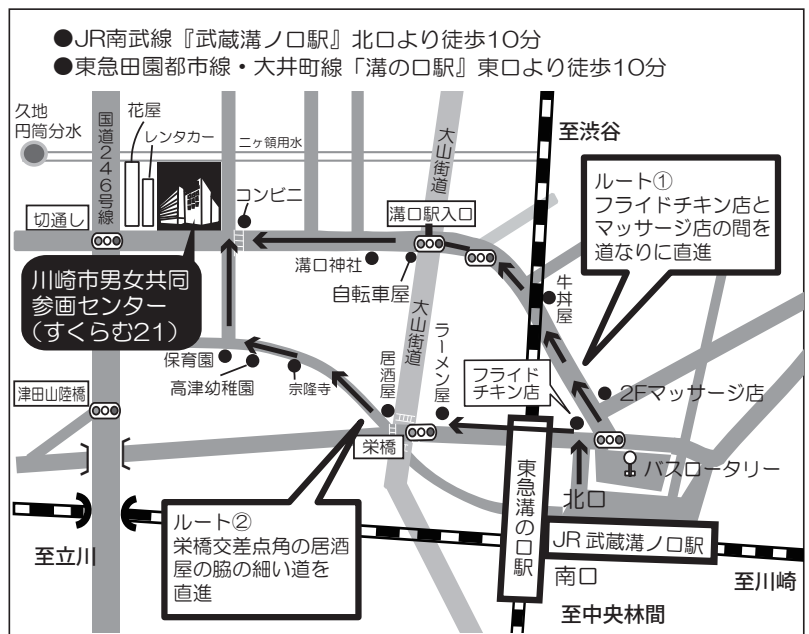 ●JR南武線『武蔵溝ノ口駅』北口より徒歩10分
●東急田園都市線・大井町線「溝の口駅』東口より徒歩10分
久地
円筒分水
国道246号線
花屋
レンタカー
二ヶ領用水
大山街道
至渋谷
コンビニ
切通し
溝口駅入口
ルート①
フライドチキン店と
マッサージ店の間を
道なりに直進
川崎市男女共同
参画センター
(すくらむ21)
溝口神社
自転車屋
牛丼屋
大山街道
保育園
高津幼稚園
宗隆寺
居酒屋
ラーメン屋
フライド
チキン店
2Fマッサージ店
津田山陸橋
栄橋
バスロータリー
東急溝の口駅
北口
ルート②
栄橋交差点角の居酒
屋の脇の細い道を
直進
JR 武蔵溝ノ口駅
至立川
南口
至川崎
至中央林間